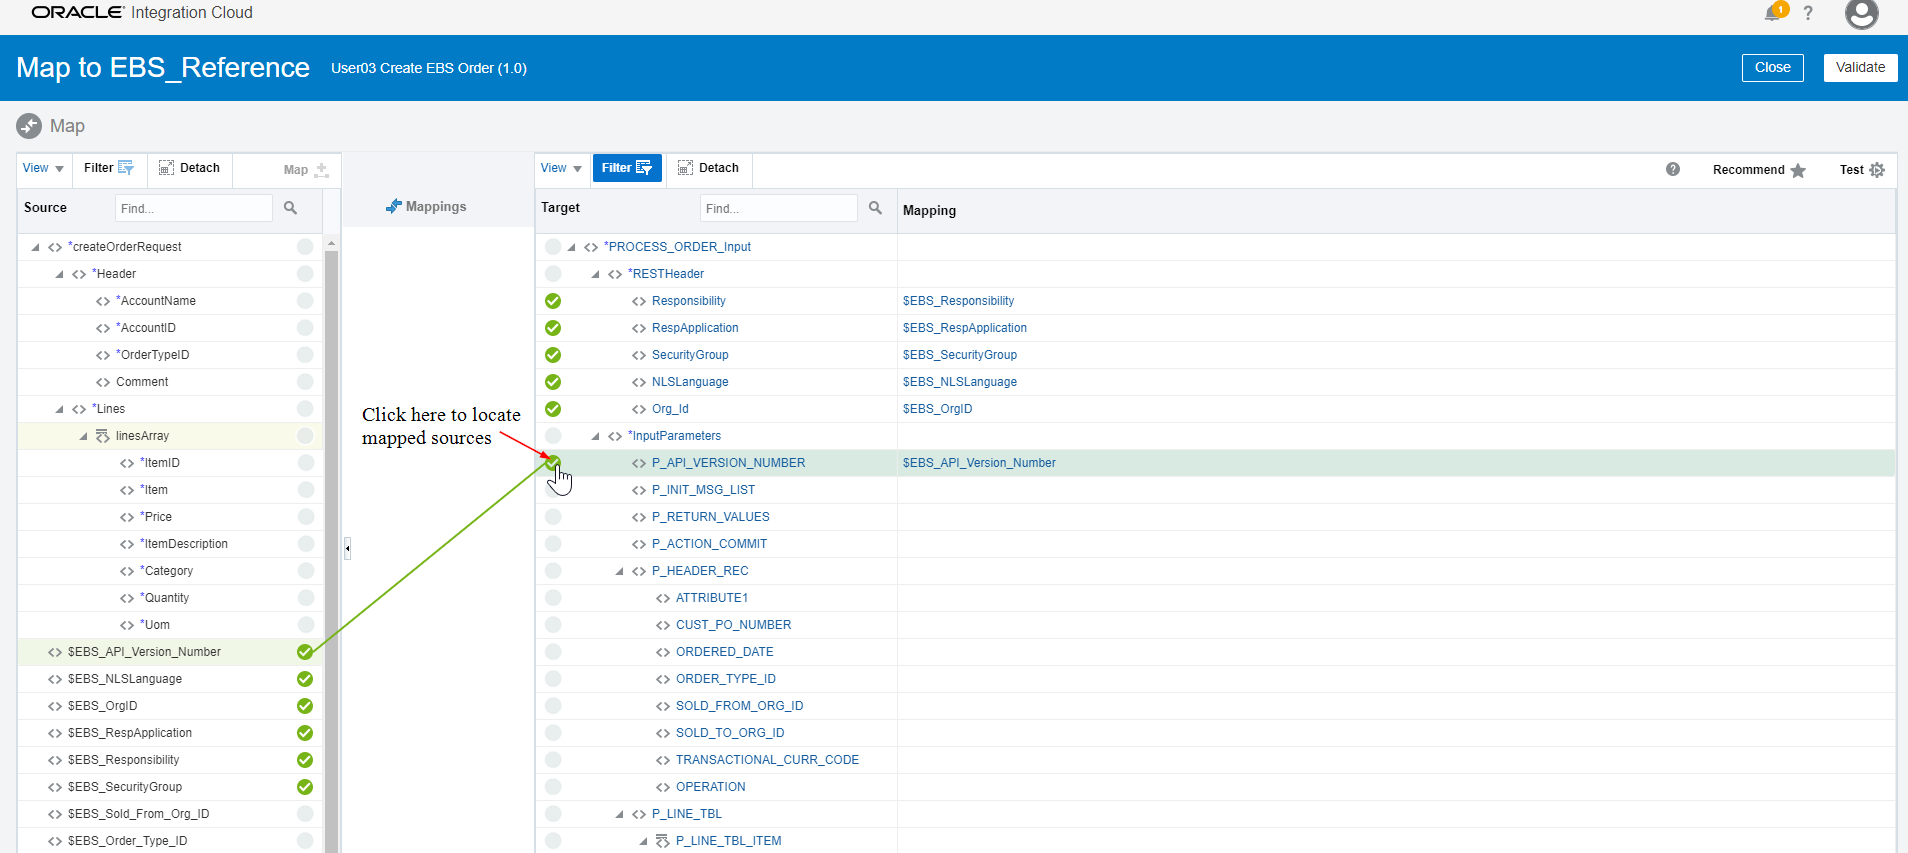 ORACLE Integration Cloud
1
?
Map to EBS_Reference User03 Create EBS Order (1.0)
Close
Validate
Map
View Filter Detach Map
Source Find...
*createOrderRequest
*Header
*AccountName
*AccountID
*OrderTypeID
Comment
*Lines
linesArray
*ItemID
*Item
*Price
*ItemDescription
*Category
*Quantity
*Uom
$EBS_API_Version_Number
$EBS_NLSLanguage
$EBS_OrgID
$EBS_RespApplication
$EBS_Responsibility
$EBS_SecurityGroup
$EBS_Sold_From_Org_ID
$EBS_Order_Type_ID
Mappings
Click here to locate
mapped sources
View Filter Detach
? Recommend Test
Target Find... Mapping
*PROCESS_ORDER_Input
*RESTHeader
Responsibility $EBS_Responsibility
RespApplication $EBS_RespApplication
SecurityGroup $EBS_SecurityGroup
NLSLanguage $EBS_NLSLanguage
Org_Id $EBS_OrgID
*InputParameters
P_API_VERSION_NUMBER $EBS_API_Version_Number
P_INIT_MSG_LIST
P_RETURN_VALUES
P_ACTION_COMMIT
P_HEADER_REC
ATTRIBUTE1
CUST_PO_NUMBER
ORDERED_DATE
ORDER_TYPE_ID
SOLD_FROM_ORG_ID
SOLD_TO_ORG_ID
TRANSACTIONAL_CURR_CODE
OPERATION
P_LINE_TBL
P_LINE_TBL_ITEM